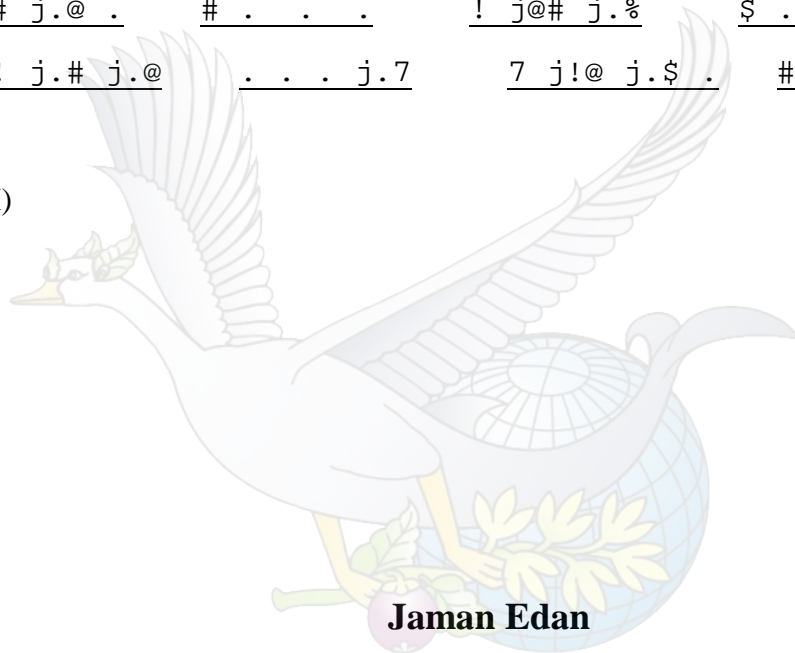 # j.@ . # . . . ! j@# j.% $ .
! j.# j.@ . . . j.7 7 j!@ j.$ . #
)
Jaman Edan